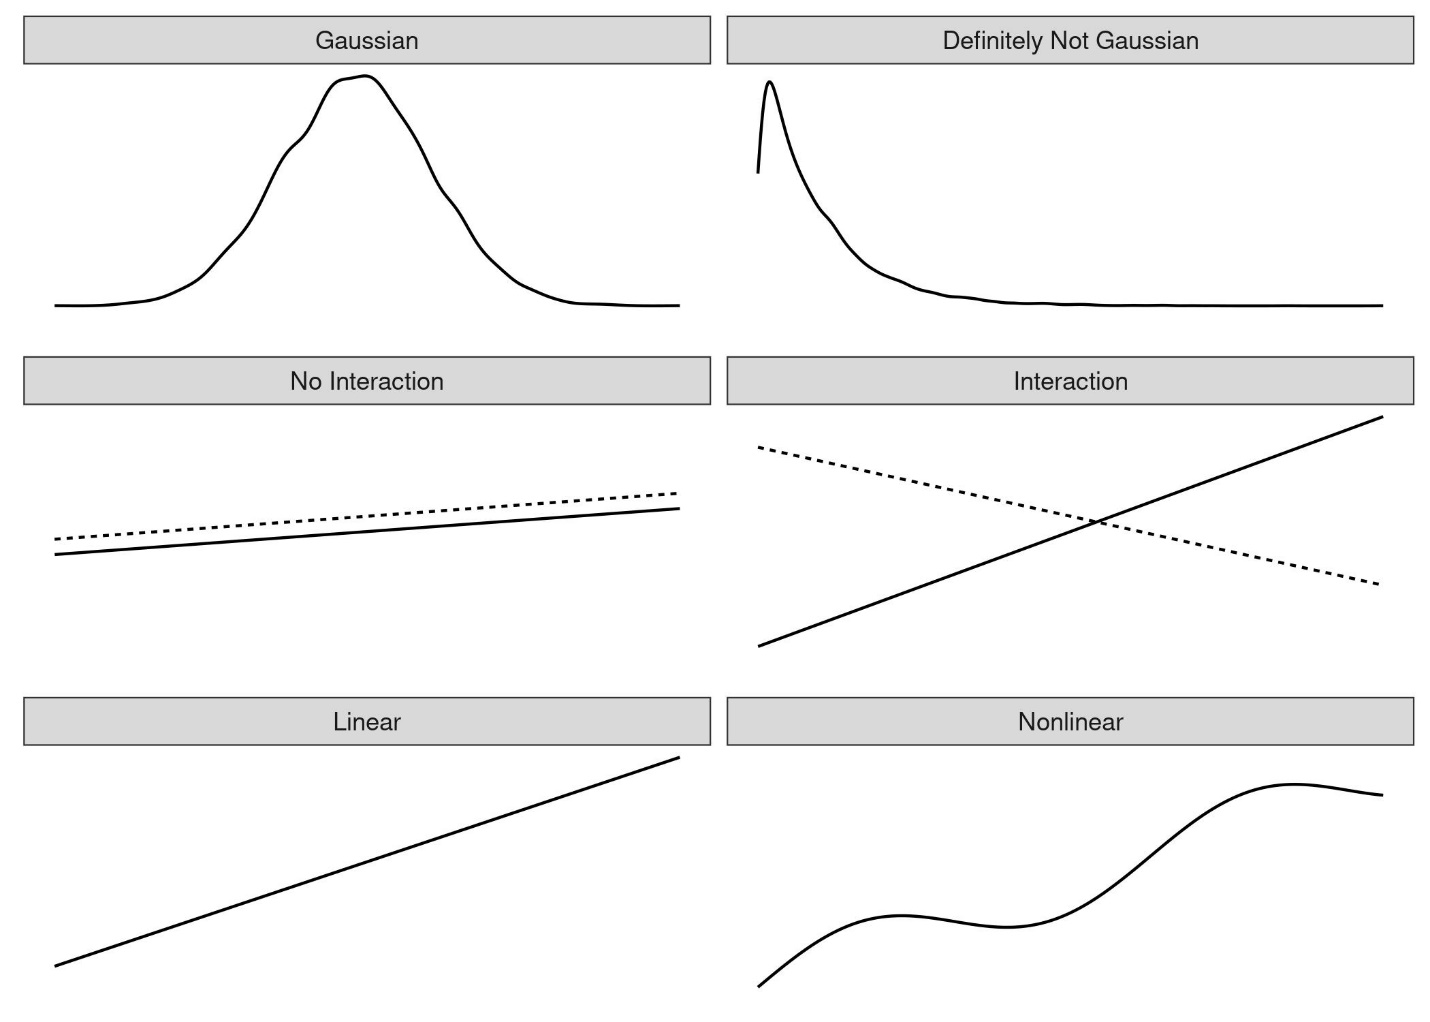 Gaussian
Definitely Not Gaussian
No Interaction
Interaction
Linear
Nonlinear